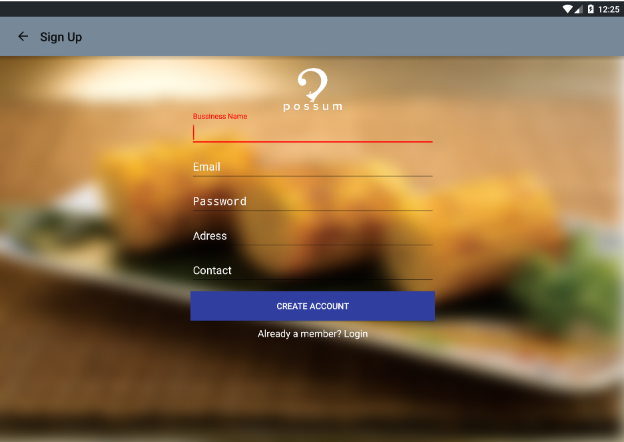 12:25
Sign Up
possum
Bussiness Name
Email
Password
Adress
Contact
CREATE ACCOUNT
Already a member? Login